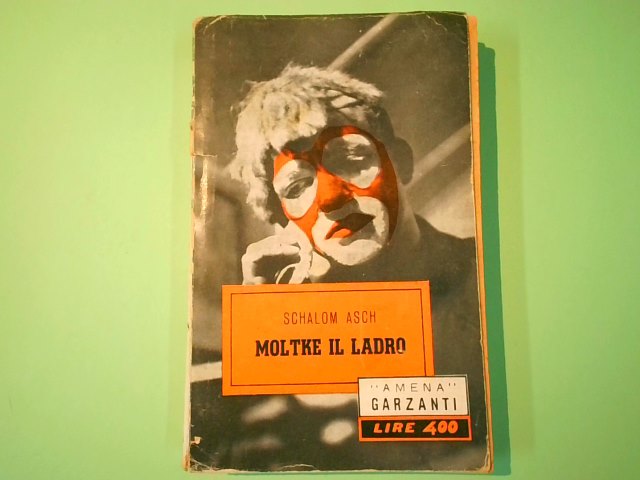 SCHALOM ASCH
MOLTKE IL LADRO
"AMENA"
GARZANTI
LIRE 400